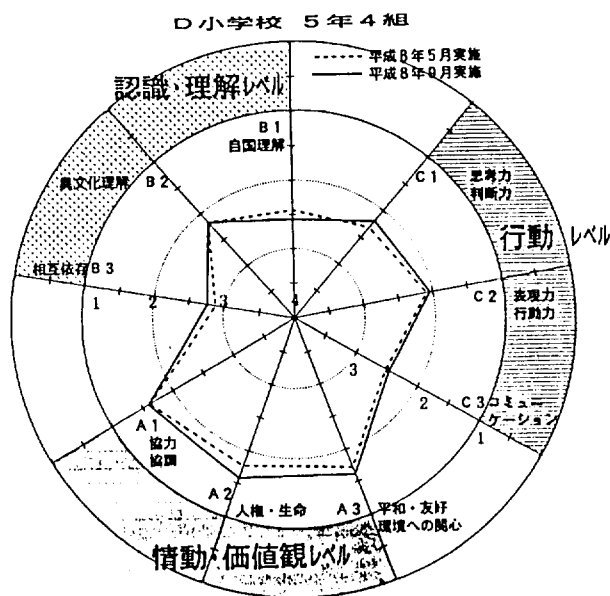 D小学校 5年4組
平成8年5月実施
平成8年9月実施
認識・理解レベル
B1
自国理解
C1
思考力
判断力
異文化理解
B2
行動レベル
相互依存B3
1
2
3
4
C2
表現力
行動力
3
2
1
C3コミュー
ケーション
A1
協力
協調
A2
人権・生命
A3
平和・友好
環境への関心
情動・価値観レベル